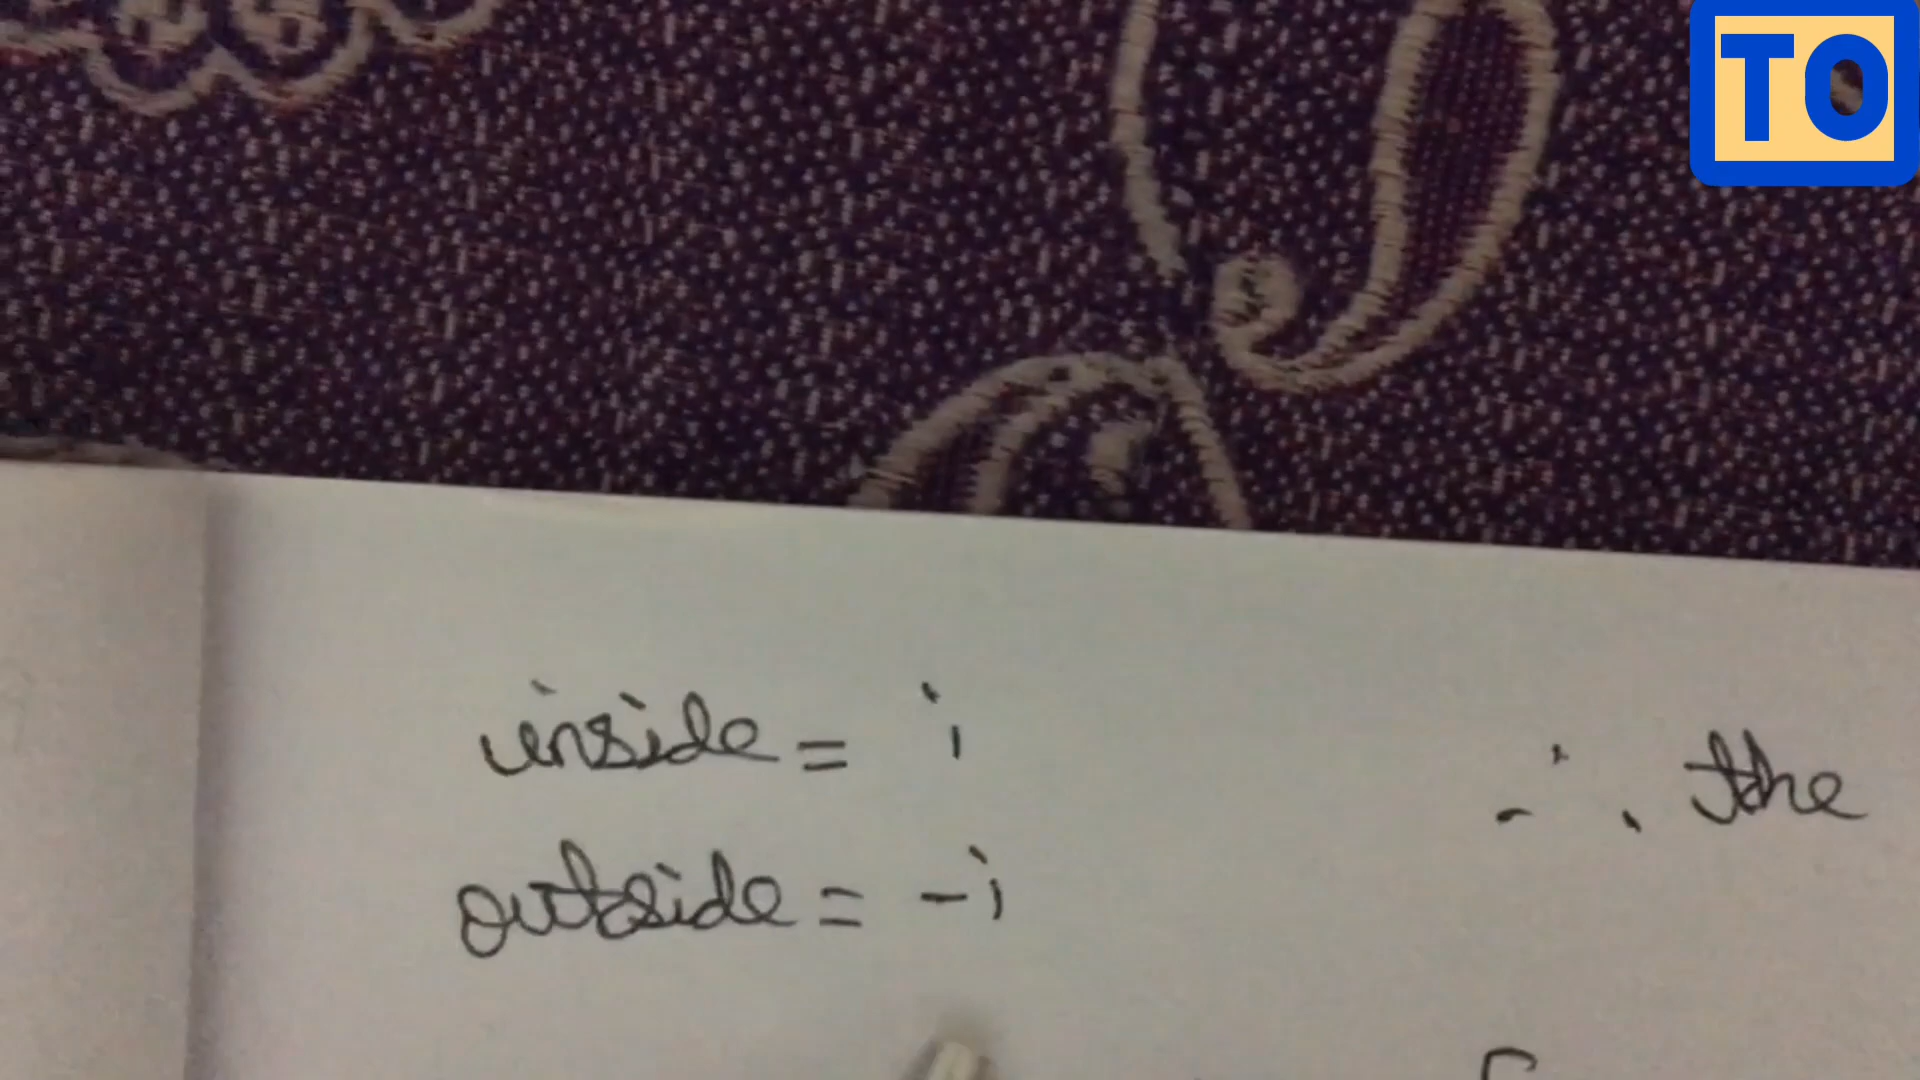 TO
inside = i
∴ the
outside = -i